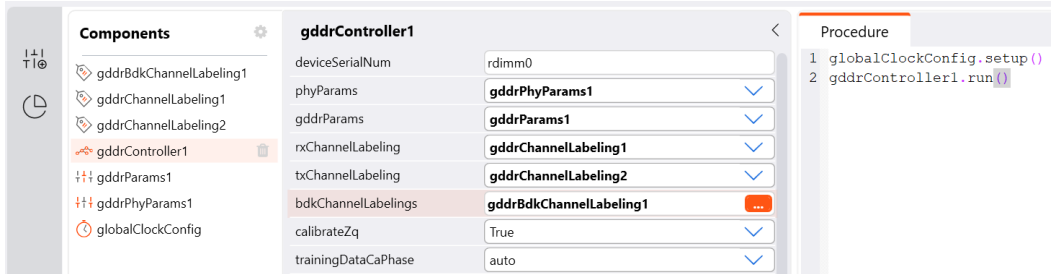 Components
gddrBdkChannelLabeling1
gddrChannelLabeling1
gddrChannelLabeling2
gddrController1
gddrParams1
gddrPhyParams1
globalClockConfig
gddrController1
deviceSerialNum rdimm0
phyParams gddrPhyParams1
gddrParams gddrParams1
rxChannelLabeling gddrChannelLabeling1
txChannelLabeling gddrChannelLabeling2
bdkChannelLabelings gddrBdkChannelLabeling1 ...
calibrateZq True
trainingDataCaPhase auto
Procedure
1 globalClockConfig.setup()
2 gddrController1.run()